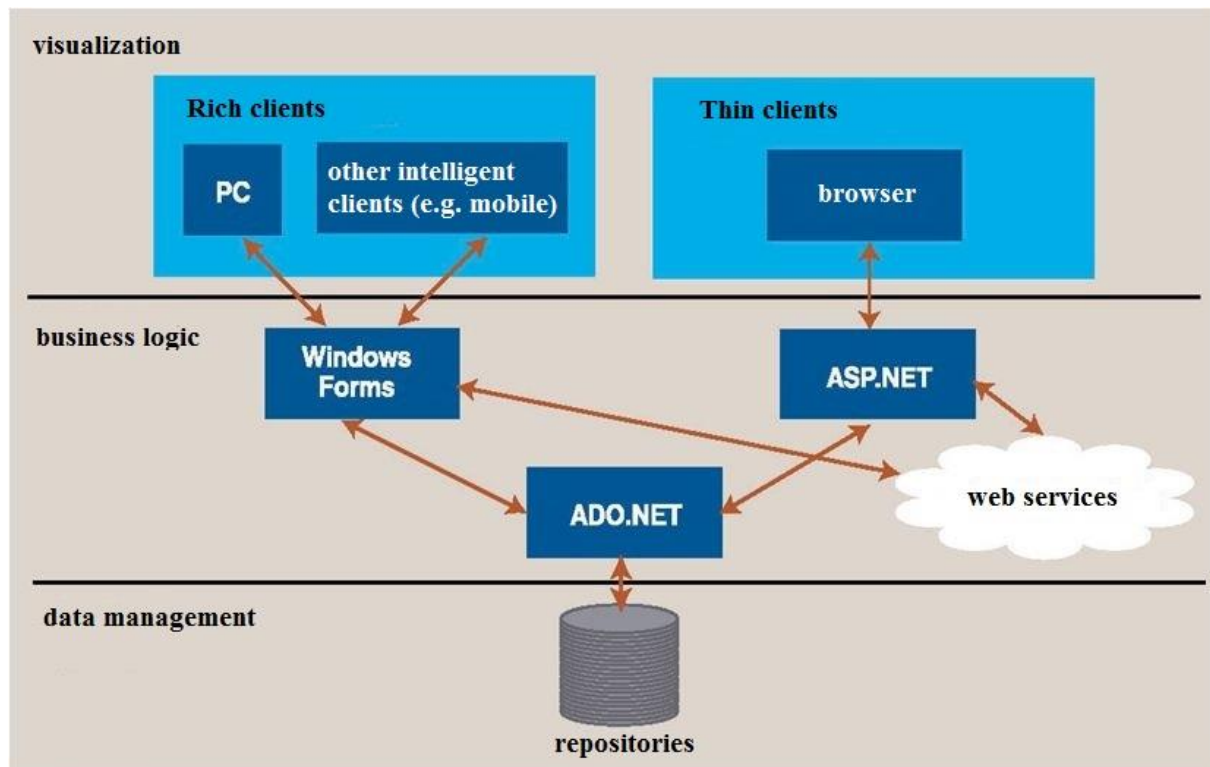 visualization
Rich clients
Thin clients
PC
other intelligent
clients (e.g. mobile)
browser
business logic
Windows
Forms
ASP.NET
ADO.NET
web services
data management
repositories